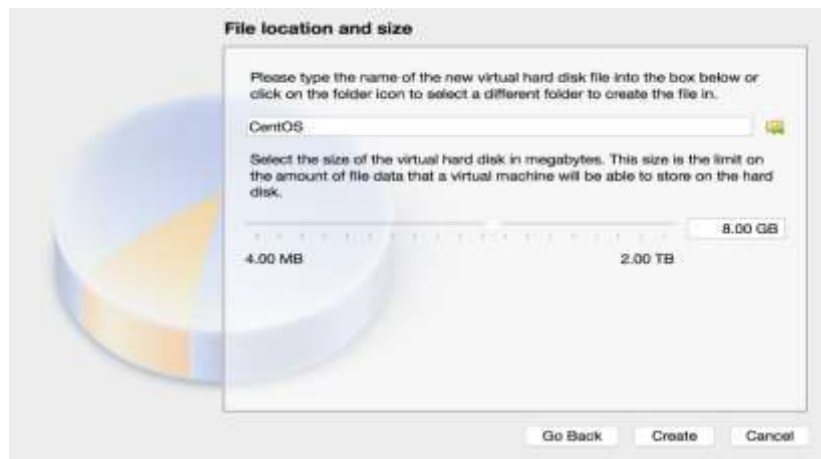 File location and size
Please type the name of the new virtual hard disk file into the box below or
click on the folder icon to select a different folder to create the file in.
CentOS
Select the size of the virtual hard disk in megabytes. This size is the limit on
the amount of file data that a virtual machine will be able to store on the hard
disk.
8.00 GB
4.00 MB 2.00 TB
Go Back Create Cancel